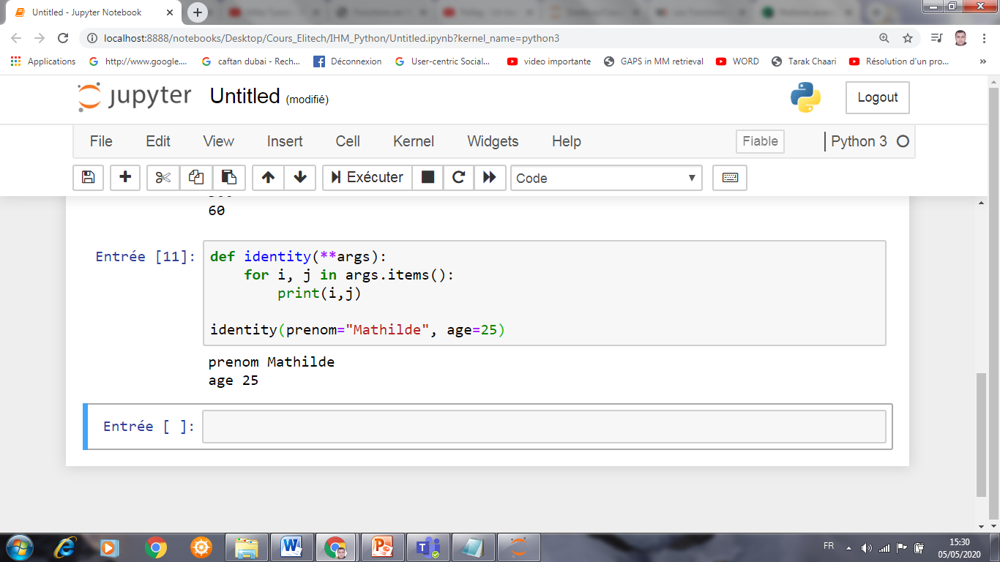 Untitled - Jupyter Notebook
localhost:8888/notebooks/Desktop/Cours_Elitech/IHM_Python/Untitled.ipynb?kernel_name=python3
Applications http://www.google.... caftan dubai - Rech... Déconnexion User-centric Social... video importante GAPS in MM retrieval WORD Tarak Chaari Résolution d'un pro... »
jupyter Untitled (modifié) Logout
File Edit View Insert Cell Kernel Widgets Help Fiable Python 3
Exécuter Code
60
Entrée [11]: def identity(**args):
for i, j in args.items():
print(i,j)
identity(prenom="Mathilde", age=25)
prenom Mathilde
age 25
Entrée [ ]:
FR 15:30
05/05/2020